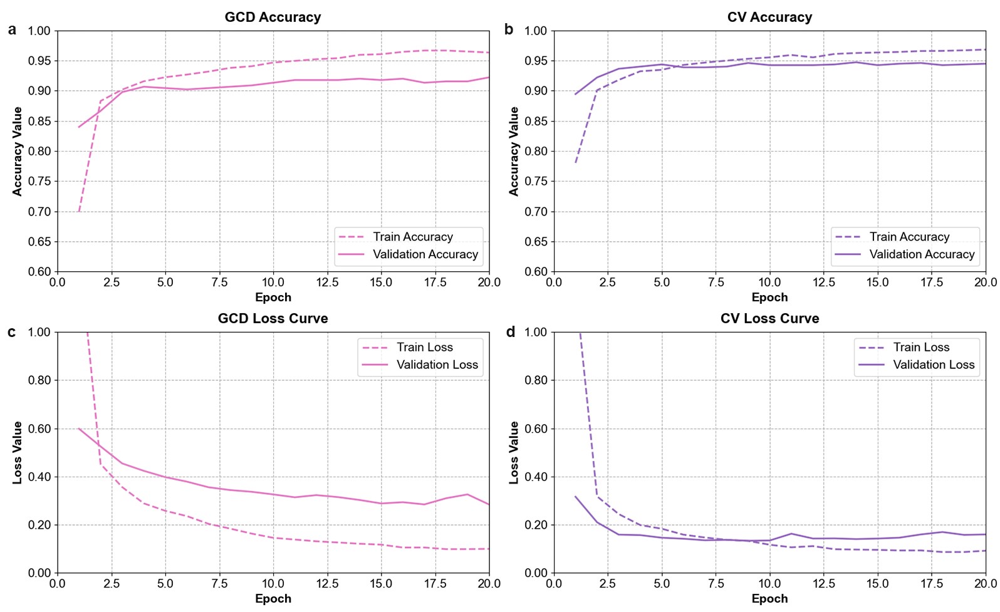 a
GCD Accuracy
Accuracy Value
1.00
0.95
0.90
0.85
0.80
0.75
0.70
0.65
0.60
Train Accuracy
Validation Accuracy
0.0 2.5 5.0 7.5 10.0 12.5 15.0 17.5 20.0
Epoch
b
CV Accuracy
Accuracy Value
1.00
0.95
0.90
0.85
0.80
0.75
0.70
0.65
0.60
Train Accuracy
Validation Accuracy
0.0 2.5 5.0 7.5 10.0 12.5 15.0 17.5 20.0
Epoch
c
GCD Loss Curve
Loss Value
1.00
0.80
0.60
0.40
0.20
0.00
Train Loss
Validation Loss
0.0 2.5 5.0 7.5 10.0 12.5 15.0 17.5 20.0
Epoch
d
CV Loss Curve
Loss Value
1.00
0.80
0.60
0.40
0.20
0.00
Train Loss
Validation Loss
0.0 2.5 5.0 7.5 10.0 12.5 15.0 17.5 20.0
Epoch